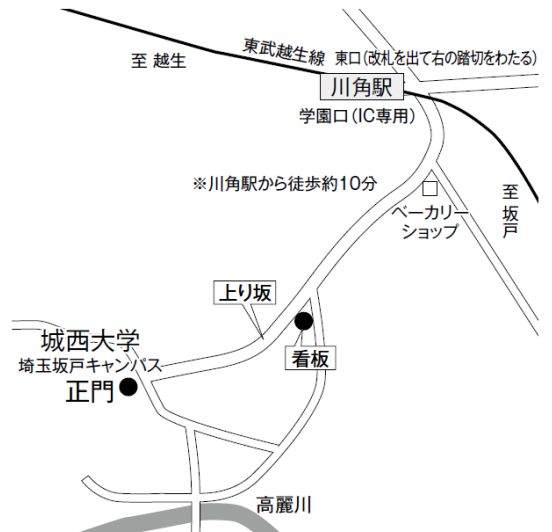 東武越生線
東口(改札を出て右の踏切をわたる)
至 越生
川角駅
学園口(IC専用)
※川角駅から徒歩約10分
至坂戸
ベーカリー
ショップ
上り坂
城西大学
埼玉坂戸キャンパス
正門
看板
高麗川